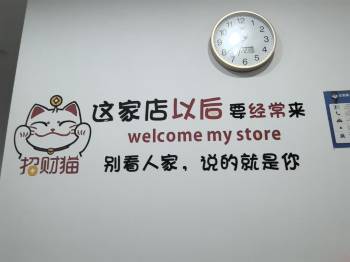 这家店以后要经常来
welcome my store
别看人家，说的就是你
招财猫